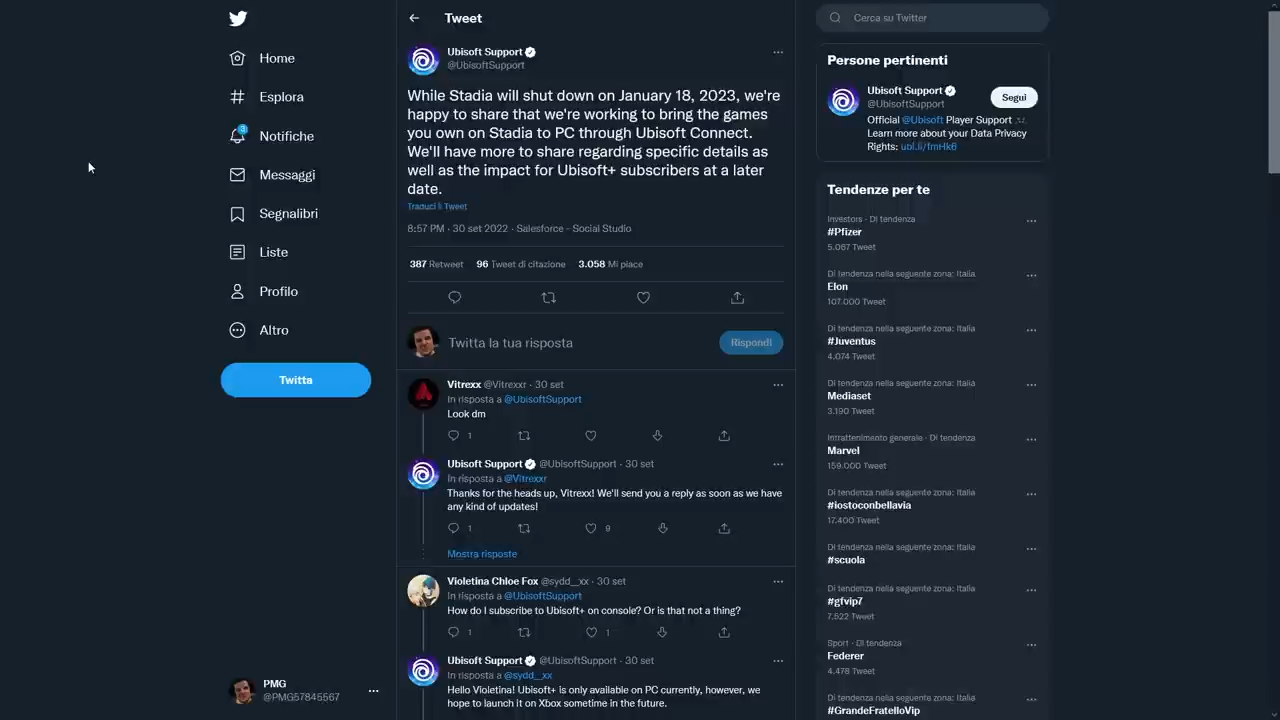 Home
Esplora
3
Notifiche
Messaggi
Segnalibri
Liste
Profilo
Altro
Twitta
PMG
@PMG57845567
Tweet
Ubisoft Support
@UbisoftSupport
While Stadia will shut down on January 18, 2023, we're
happy to share that we're working to bring the games
you own on Stadia to PC through Ubisoft Connect.
We'll have more to share regarding specific details as
well as the impact for Ubisoft+ subscribers at a later
date.
Traduci il Tweet
8:57 PM · 30 set 2022 · Salesforce - Social Studio
387 Retweet 96 Tweet di citazione 3.058 Mi piace
Twitta la tua risposta
Rispondi
Vitrexx @Vitrexxr · 30 set
In risposta a @UbisoftSupport
Look dm
1
Ubisoft Support @UbisoftSupport · 30 set
In risposta a @Vitrexxr
Thanks for the heads up, Vitrexx! We'll send you a reply as soon as we have
any kind of updates!
1 9
Mostra risposte
Violetina Chloe Fox @sydd__xx · 30 set
In risposta a @UbisoftSupport
How do I subscribe to Ubisoft+ on console? Or is that not a thing?
1 1
Ubisoft Support @UbisoftSupport · 30 set
In risposta a @sydd__xx
Hello Violetina! Ubisoft+ is only available on PC currently, however, we
hope to launch it on Xbox sometime in the future.
Cerca su Twitter
Persone pertinenti
Ubisoft Support
@UbisoftSupport
Segui
Official @Ubisoft Player Support
Learn more about your Data Privacy
Rights: ubi.li/fmHk6
Tendenze per te
Investors · Di tendenza
#Pfizer
5.067 Tweet
Di tendenza nella seguente zona: Italia
Elon
107.000 Tweet
Di tendenza nella seguente zona: Italia
#Juventus
4.074 Tweet
Di tendenza nella seguente zona: Italia
Mediaset
3.190 Tweet
Intrattenimento generale · Di tendenza
Marvel
159.000 Tweet
Di tendenza nella seguente zona: Italia
#iostoconbellavia
17.400 Tweet
Di tendenza nella seguente zona: Italia
#scuola
Di tendenza nella seguente zona: Italia
#gfvip7
7.522 Tweet
Sport · Di tendenza
Federer
4.478 Tweet
Di tendenza nella seguente zona: Italia
#GrandeFratelloVip